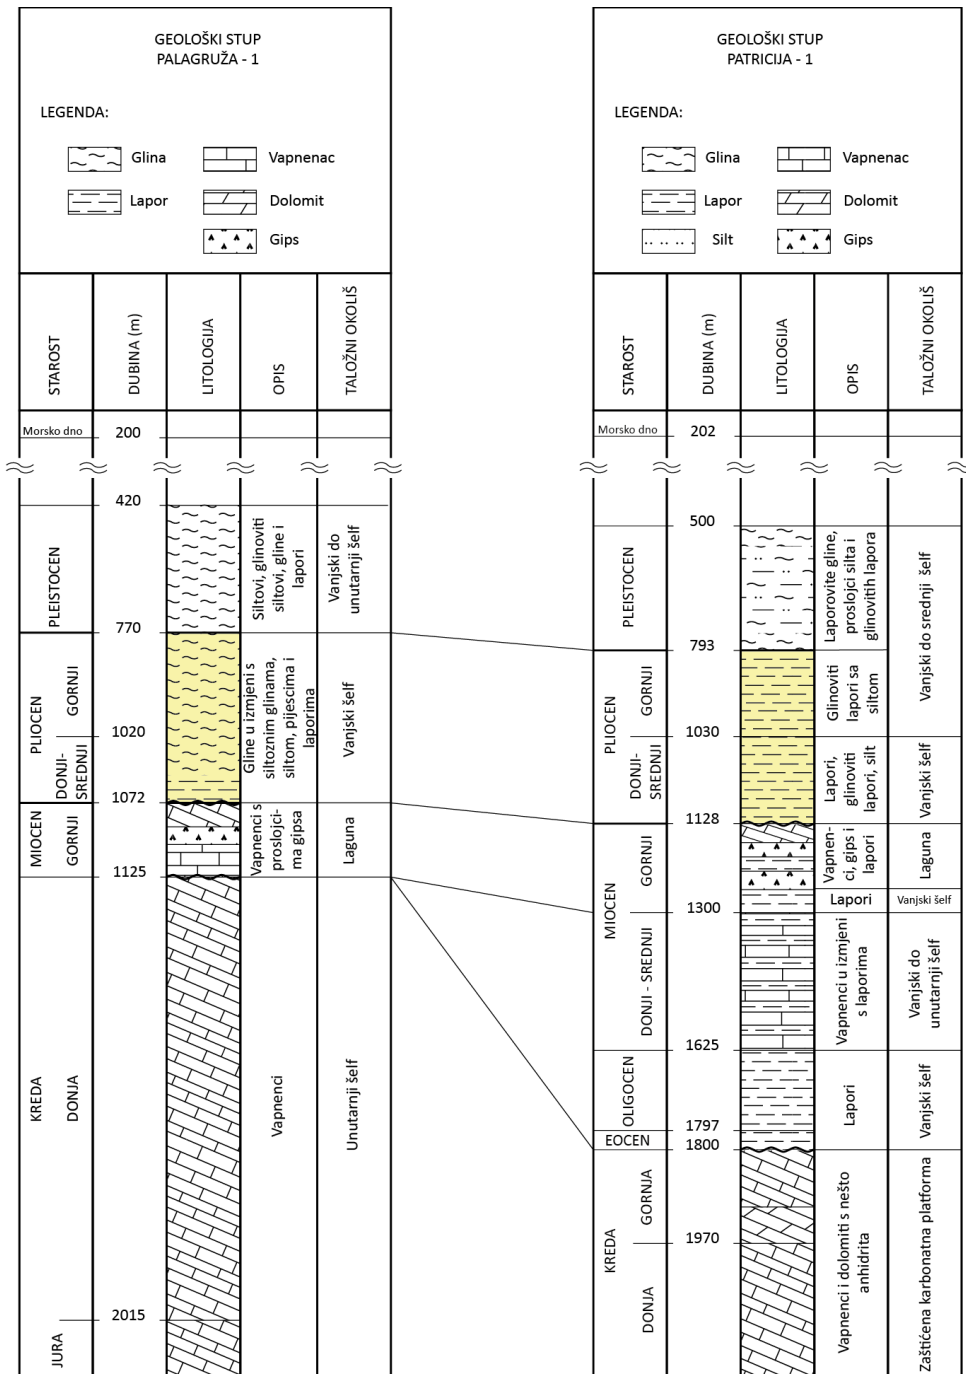 GEOLOŠKI STUP
PALAGRUŽA - 1
LEGENDA:
Glina
Vapnenac
Lapor
Dolomit
Gips
STAROST
DUBINA (m)
LITOLOGIJA
OPIS
TALOŽNI OKOLIŠ
Morsko dno
200
420
PLEISTOCEN
Siltovi, glinoviti
siltovi, gline i
lapori
Vanjski do
unutarnji šelf
770
PLIOCEN
GORNJI
Gline u izmjeni s
siltoznim glinama,
siltom, pijescima i
laporima
Vanjski šelf
1020
DONJI-
SREDNJI
1072
MIOCEN
GORNJI
Vapnenci s
proslojci-
ma gipsa
Laguna
1125
KREDA
DONJA
Vapnenci
Unutarnji šelf
2015
JURA
GEOLOŠKI STUP
PATRICIJA - 1
LEGENDA:
Glina
Vapnenac
Lapor
Dolomit
Silt
Gips
STAROST
DUBINA (m)
LITOLOGIJA
OPIS
TALOŽNI OKOLIŠ
Morsko dno
202
500
PLEISTOCEN
Laporovite gline,
proslojci silta i
glinovitih lapora
Vanjski do srednji šelf
793
PLIOCEN
GORNJI
Glinoviti
lapori sa
siltom
1030
DONJI-
SREDNJI
Lapori,
glinoviti
lapori, silt
Vanjski šelf
1128
MIOCEN
GORNJI
Vapnen-
ci, gips i
lapori
Laguna
Lapori
Vanjski šelf
1300
DONJI - SREDNJI
Vapnenci u izmjeni
s laporima
Vanjski do
unutarnji šelf
1625
OLIGOCEN
Lapori
Vanjski šelf
1797
EOCEN
1800
KREDA
GORNJA
Vapnenci i dolomiti s nešto
anhidrita
Zaštićena karbonatna platforma
1970
DONJA